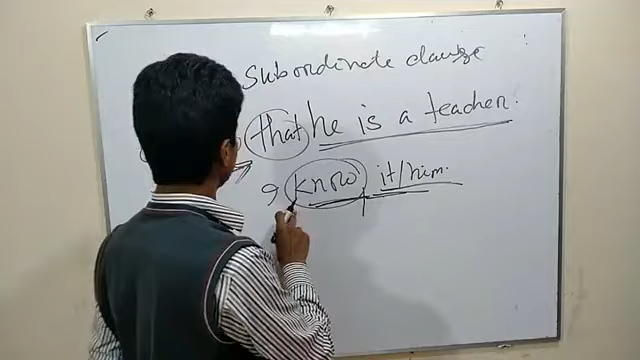 Subordinate clause
that he is a teacher.
I know it/him.